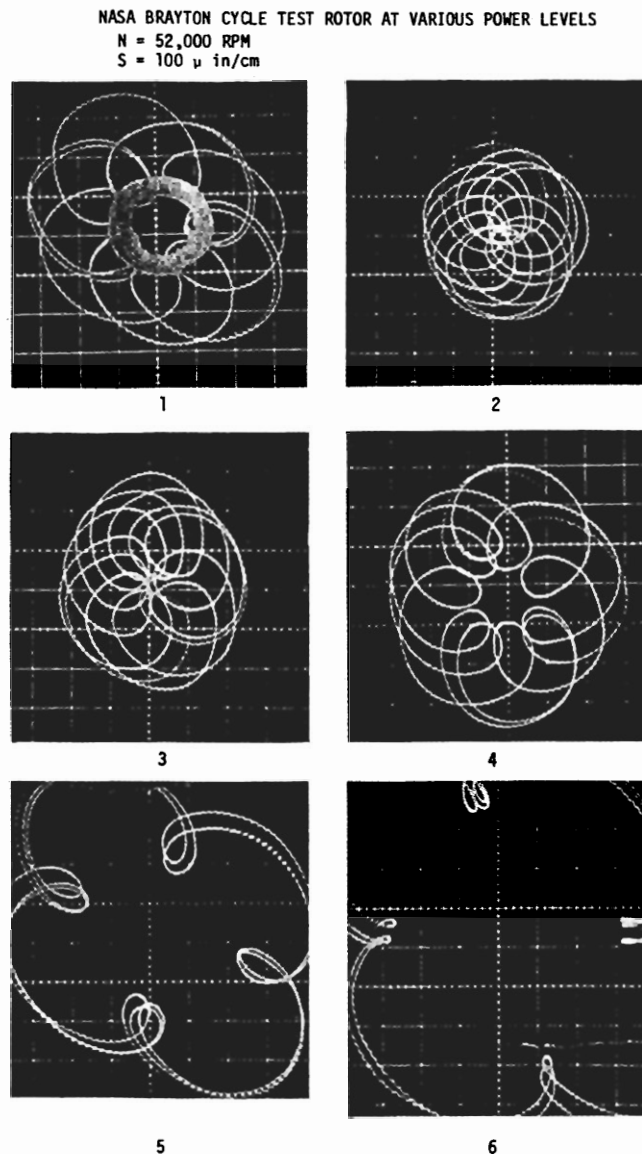 NASA BRAYTON CYCLE TEST ROTOR AT VARIOUS POWER LEVELS
N = 52,000 RPM
S = 100 μ in/cm
1
2
3
4
5
6